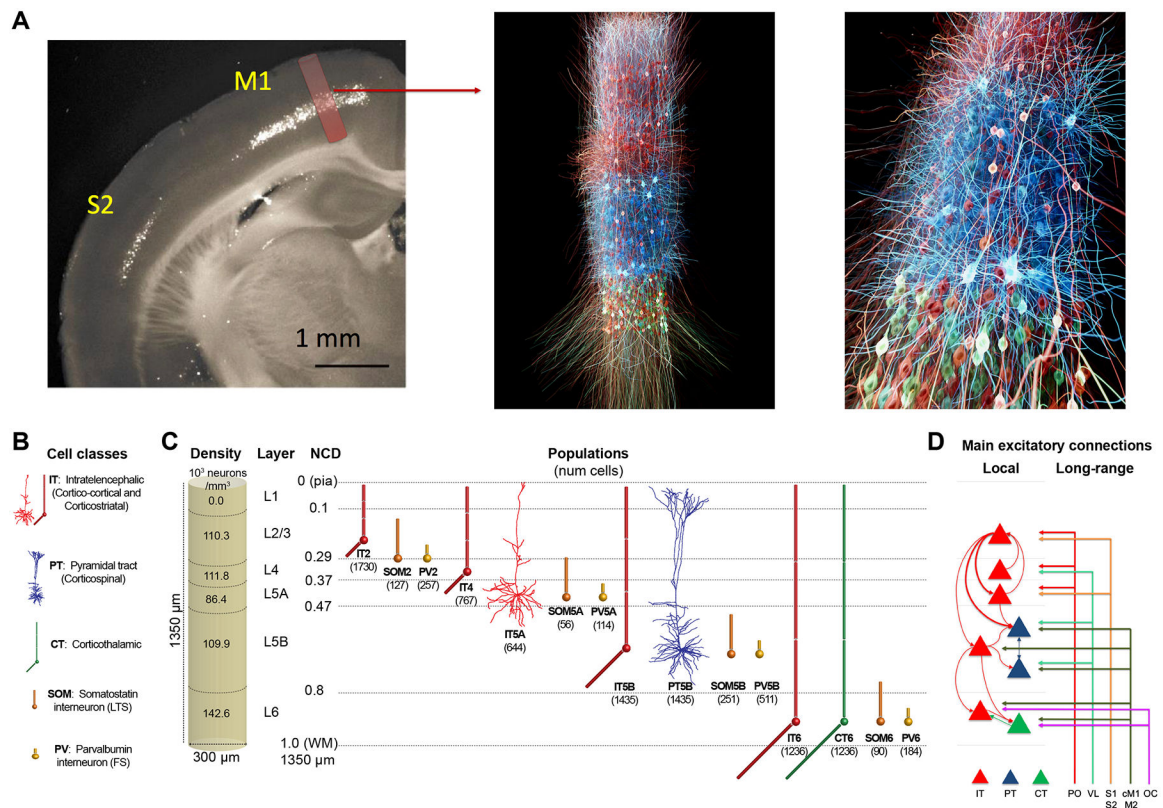 A
M1
S2
1 mm
B
Cell classes
IT: Intratelencephalic
(Cortico-cortical and
Corticostriatal)
PT: Pyramidal tract
(Corticospinal)
CT: Corticothalamic
SOM: Somatostatin
interneuron (LTS)
PV: Parvalbumin
interneuron (FS)
C
Density
Layer
NCD
Populations
(num cells)
10³ neurons
/mm³
0.0
110.3
111.8
86.4
109.9
142.6
1350 µm
300 µm
L1
L2/3
L4
L5A
L5B
L6
0 (pia)
0.1
0.29
0.37
0.47
0.8
1.0 (WM)
1350 µm
IT2
(1730)
SOM2
(127)
PV2
(257)
IT4
(767)
IT5A
(644)
SOM5A
(56)
PV5A
(114)
IT5B
(1435)
PT5B
(1435)
SOM5B
(251)
PV5B
(511)
IT6
(1236)
CT6
(1236)
SOM6
(90)
PV6
(184)
D
Main excitatory connections
Local
Long-range
IT
PT
CT
PO
VL
S1
S2
cM1
M2
OC